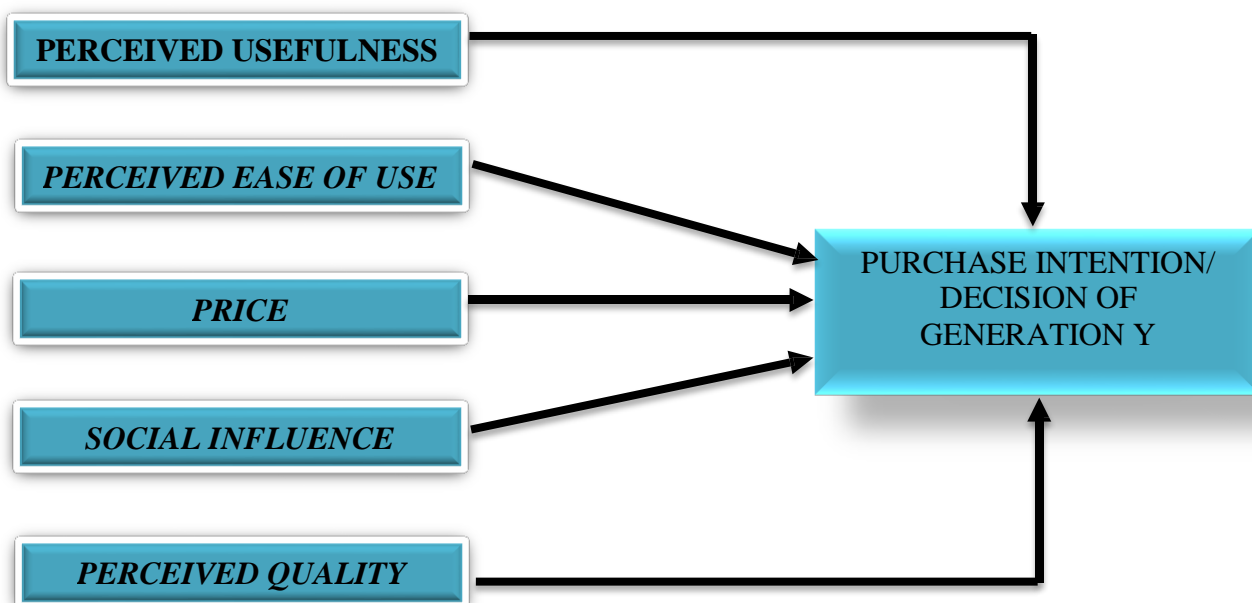 PERCEIVED USEFULNESS
PERCEIVED EASE OF USE
PRICE
SOCIAL INFLUENCE
PERCEIVED QUALITY
PURCHASE INTENTION/
DECISION OF
GENERATION Y